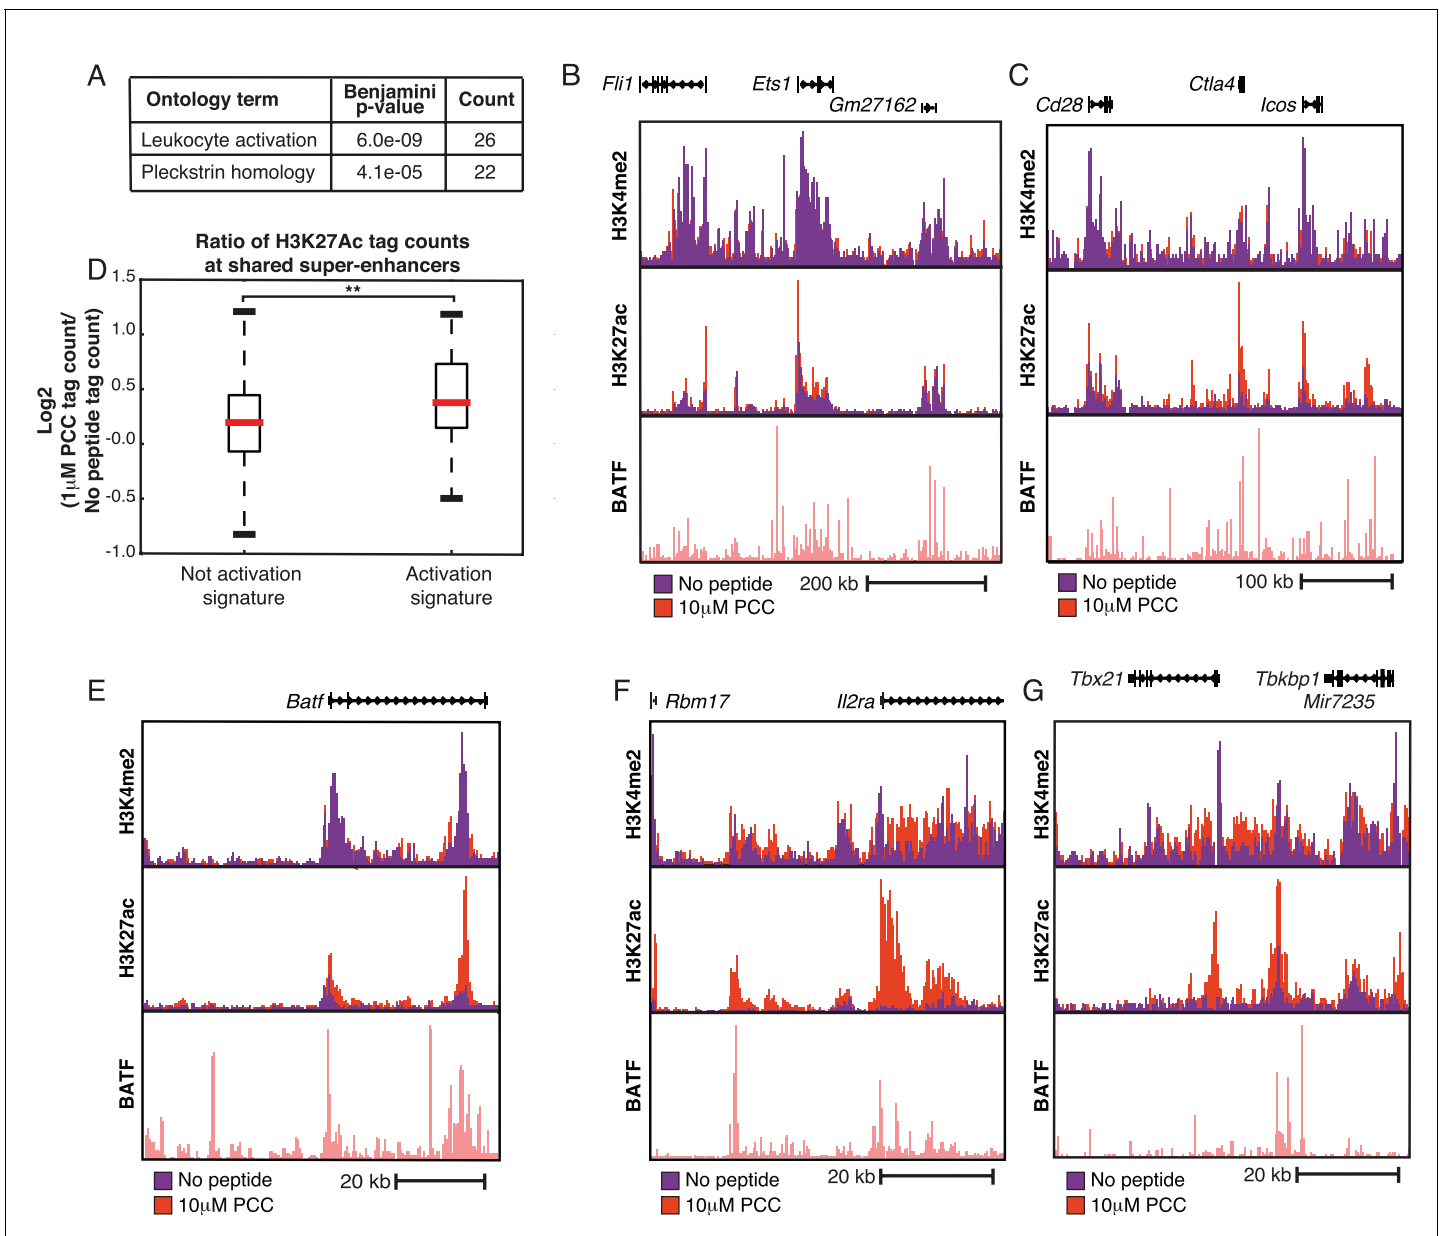 A
Ontology term
Benjamini
p-value
Count
Leukocyte activation 6.0e-09 26
Pleckstrin homology 4.1e-05 22
B
Fli1
Ets1
Gm27162
H3K4me2
H3K27ac
BATF
No peptide
10µM PCC
200 kb
C
Ctla4
Cd28
Icos
H3K4me2
H3K27ac
BATF
No peptide
10µM PCC
100 kb
D
Ratio of H3K27Ac tag counts
at shared super-enhancers
**
1.5
1.0
0.5
-0.0
-0.5
-1.0
Log2
(1µM PCC tag count/
No peptide tag count)
Not activation
signature
Activation
signature
E
Batf
H3K4me2
H3K27ac
BATF
No peptide
10µM PCC
20 kb
F
Rbm17
Il2ra
H3K4me2
H3K27ac
BATF
No peptide
10µM PCC
20 kb
G
Tbx21
Tbkbp1
Mir7235
H3K4me2
H3K27ac
BATF
No peptide
10µM PCC
20 kb